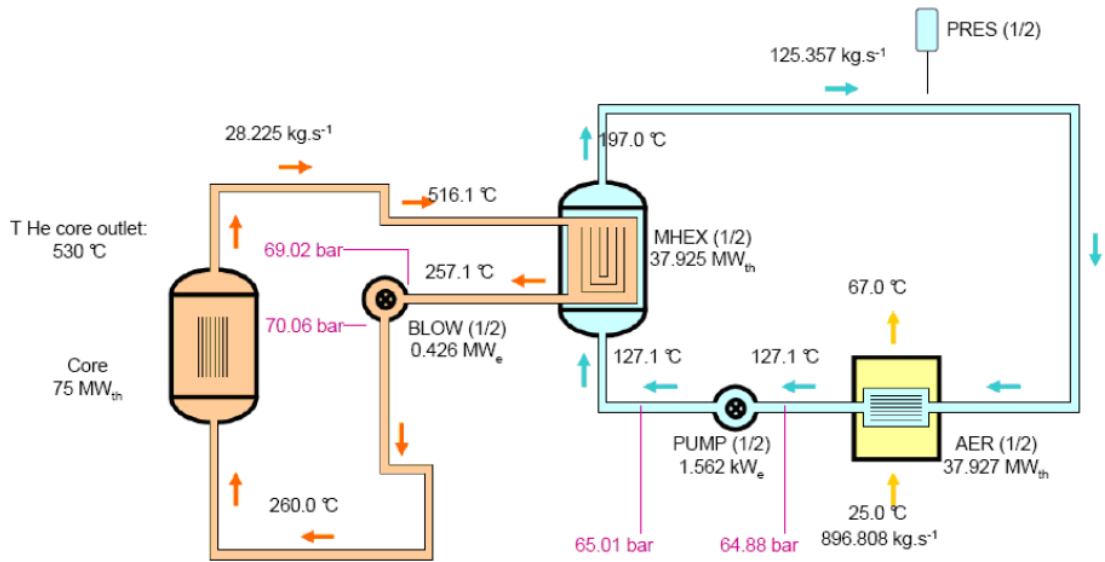 PRES (1/2)
125.357 kg.s⁻¹
28.225 kg.s⁻¹
197.0 ℃
516.1 ℃
T He core outlet:
530 ℃
MHEX (1/2)
37.925 MWth
69.02 bar
257.1 ℃
67.0 ℃
70.06 bar
BLOW (1/2)
0.426 MWe
Core
75 MWth
127.1 ℃
127.1 ℃
PUMP (1/2)
1.562 kWe
AER (1/2)
37.927 MWth
260.0 ℃
25.0 ℃
896.808 kg.s⁻¹
65.01 bar
64.88 bar